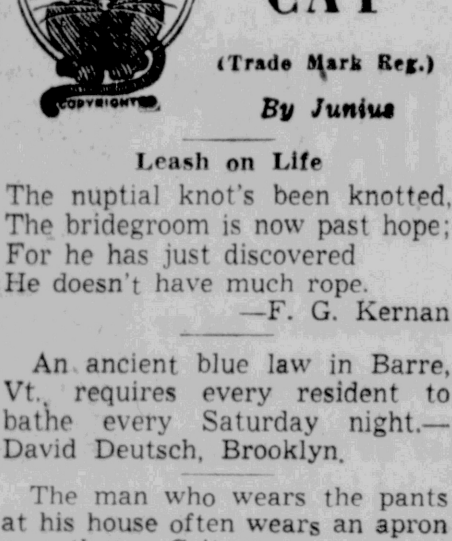 CAT
(Trade Mark Reg.)
COPYRIGHTED
By Junius
Leash on Life
The nuptial knot's been knotted,
The bridegroom is now past hope;
For he has just discovered
He doesn't have much rope.
—F. G. Kernan
An ancient blue law in Barre,
Vt., requires every resident to
bathe every Saturday night.—
David Deutsch, Brooklyn.
The man who wears the pants
at his house often wears an apron